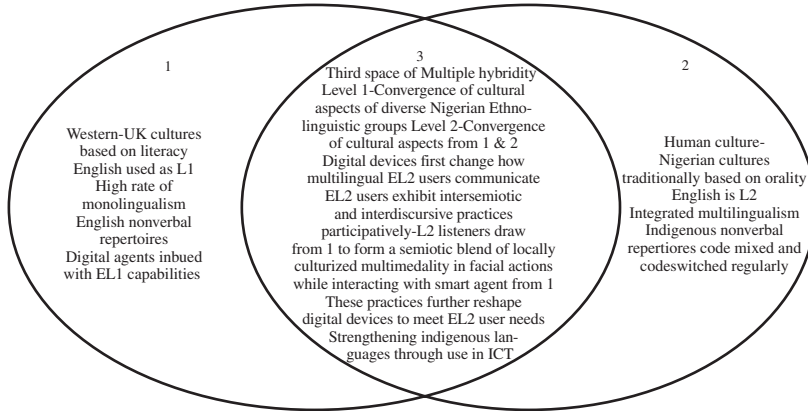 1
Western-UK cultures
based on literacy
English used as L1
High rate of
monolingualism
English nonverbal
repertoires
Digital agents inbued
with EL1 capabilities
3
Third space of Multiple hybridity
Level 1-Convergence of cultural
aspects of diverse Nigerian Ethno-
linguistic groups Level 2-Convergence
of cultural aspects from 1 & 2
Digital devices first change how
multilingual EL2 users communicate
EL2 users exhibit intersemiotic
and interdiscursive practices
participatively-L2 listeners draw
from 1 to form a semiotic blend of locally
culturized multimedality in facial actions
while interacting with smart agent from 1
These practices further reshape
digital devices to meet EL2 user needs
Strengthening indigenous lan-
guages through use in ICT
2
Human culture-
Nigerian cultures
traditionally based on orality
English is L2
Integrated multilingualism
Indigenous nonverbal
repertiores code mixed and
codeswitched regularly